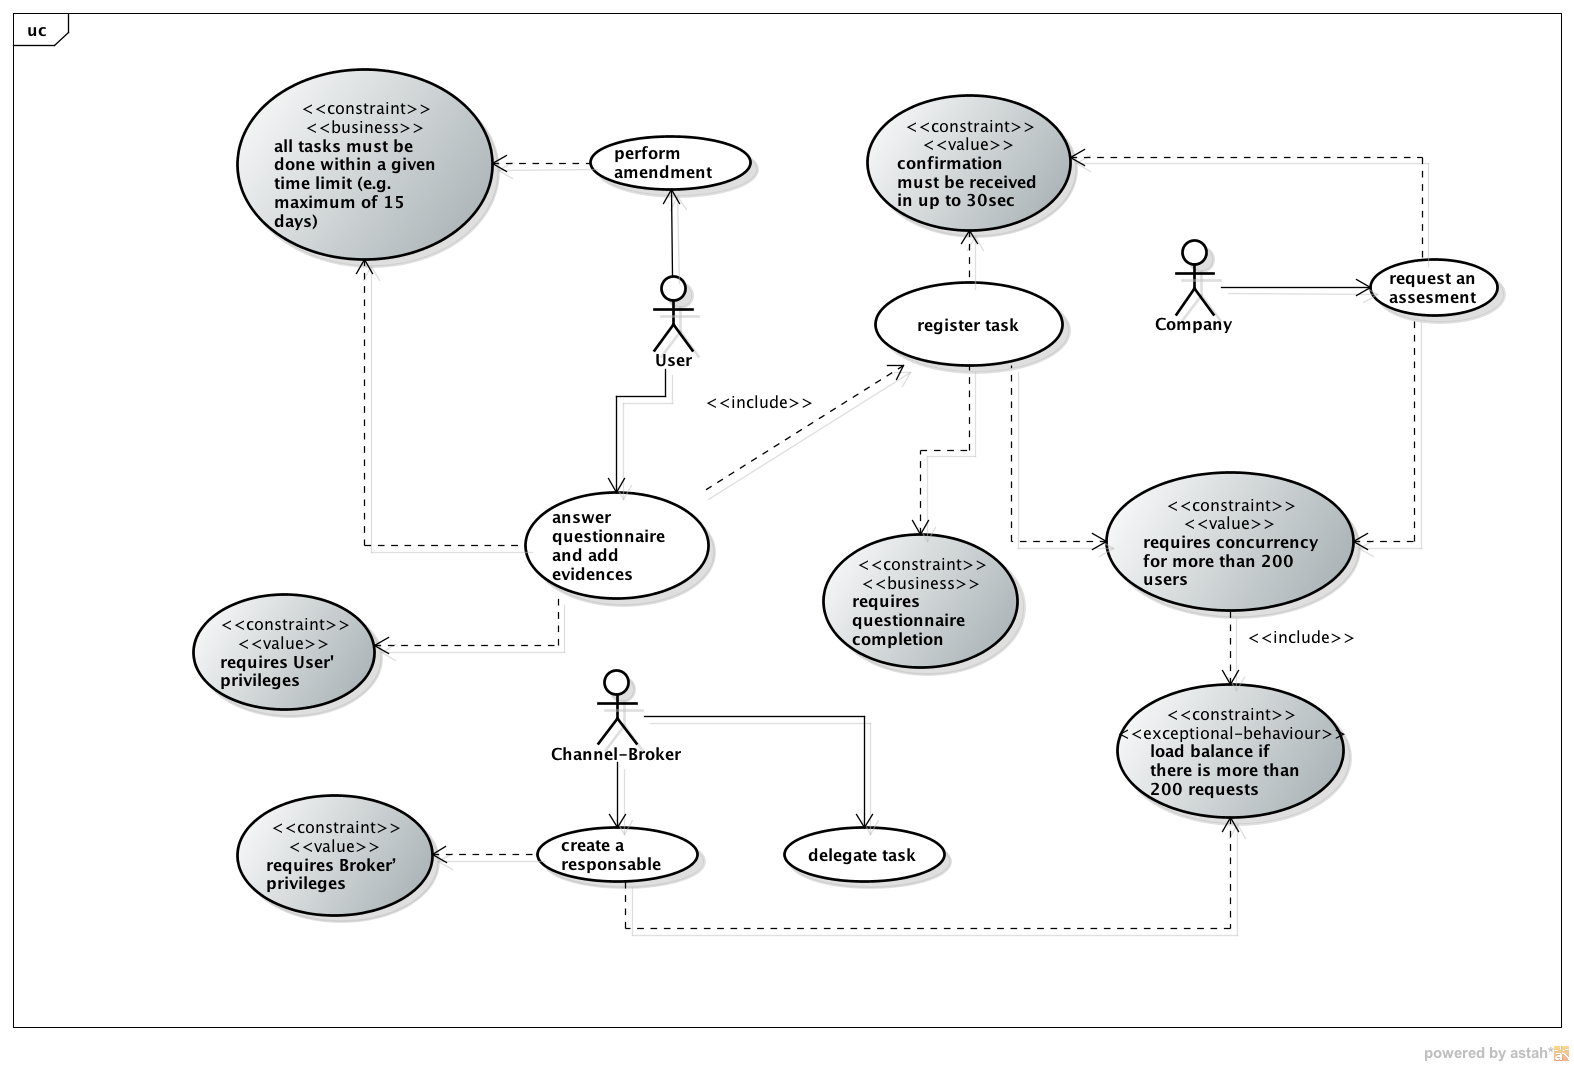 uc
<<constraint>>
<<business>>
all tasks must be
done within a given
time limit (e.g.
maximum of 15
days)
perform
amendment
<<constraint>>
<<value>>
confirmation
must be received
in up to 30sec
User
register task
Company
request an
assesment
<<include>>
answer
questionnaire
and add
evidences
<<constraint>>
<<business>>
requires
questionnaire
completion
<<constraint>>
<<value>>
requires concurrency
for more than 200
users
<<include>>
<<constraint>>
<<value>>
requires User'
privileges
Channel-Broker
<<constraint>>
<<exceptional-behaviour>>
load balance if
there is more than
200 requests
<<constraint>>
<<value>>
requires Broker'
privileges
create a
responsable
delegate task
powered by astah*